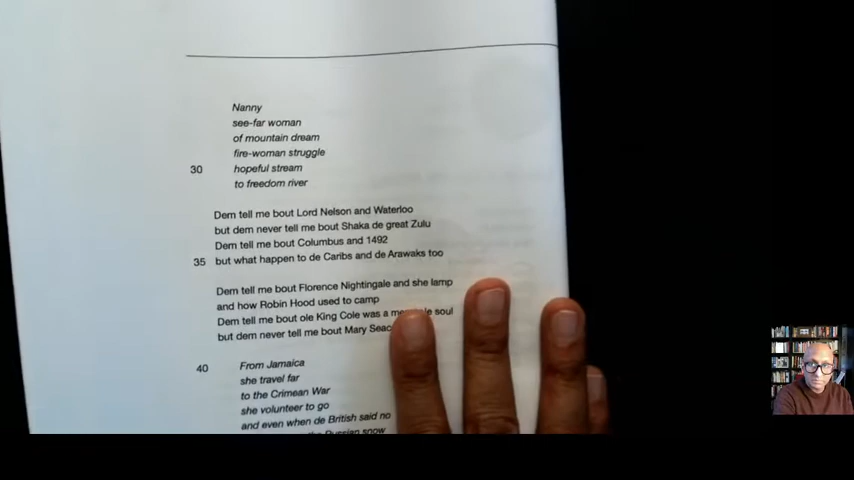 Nanny
see-far woman
of mountain dream
fire-woman struggle
30 hopeful stream
to freedom river
Dem tell me bout Lord Nelson and Waterloo
but dem never tell me bout Shaka de great Zulu
Dem tell me bout Columbus and 1492
35 but what happen to de Caribs and de Arawaks too
Dem tell me bout Florence Nightingale and she lamp
and how Robin Hood used to camp
Dem tell me bout ole King Cole was a soul
but dem never tell me bout Mary
40 From Jamaica
she travel far
to the Crimean War
she volunteer to go
and even when de British said no
Russian snow